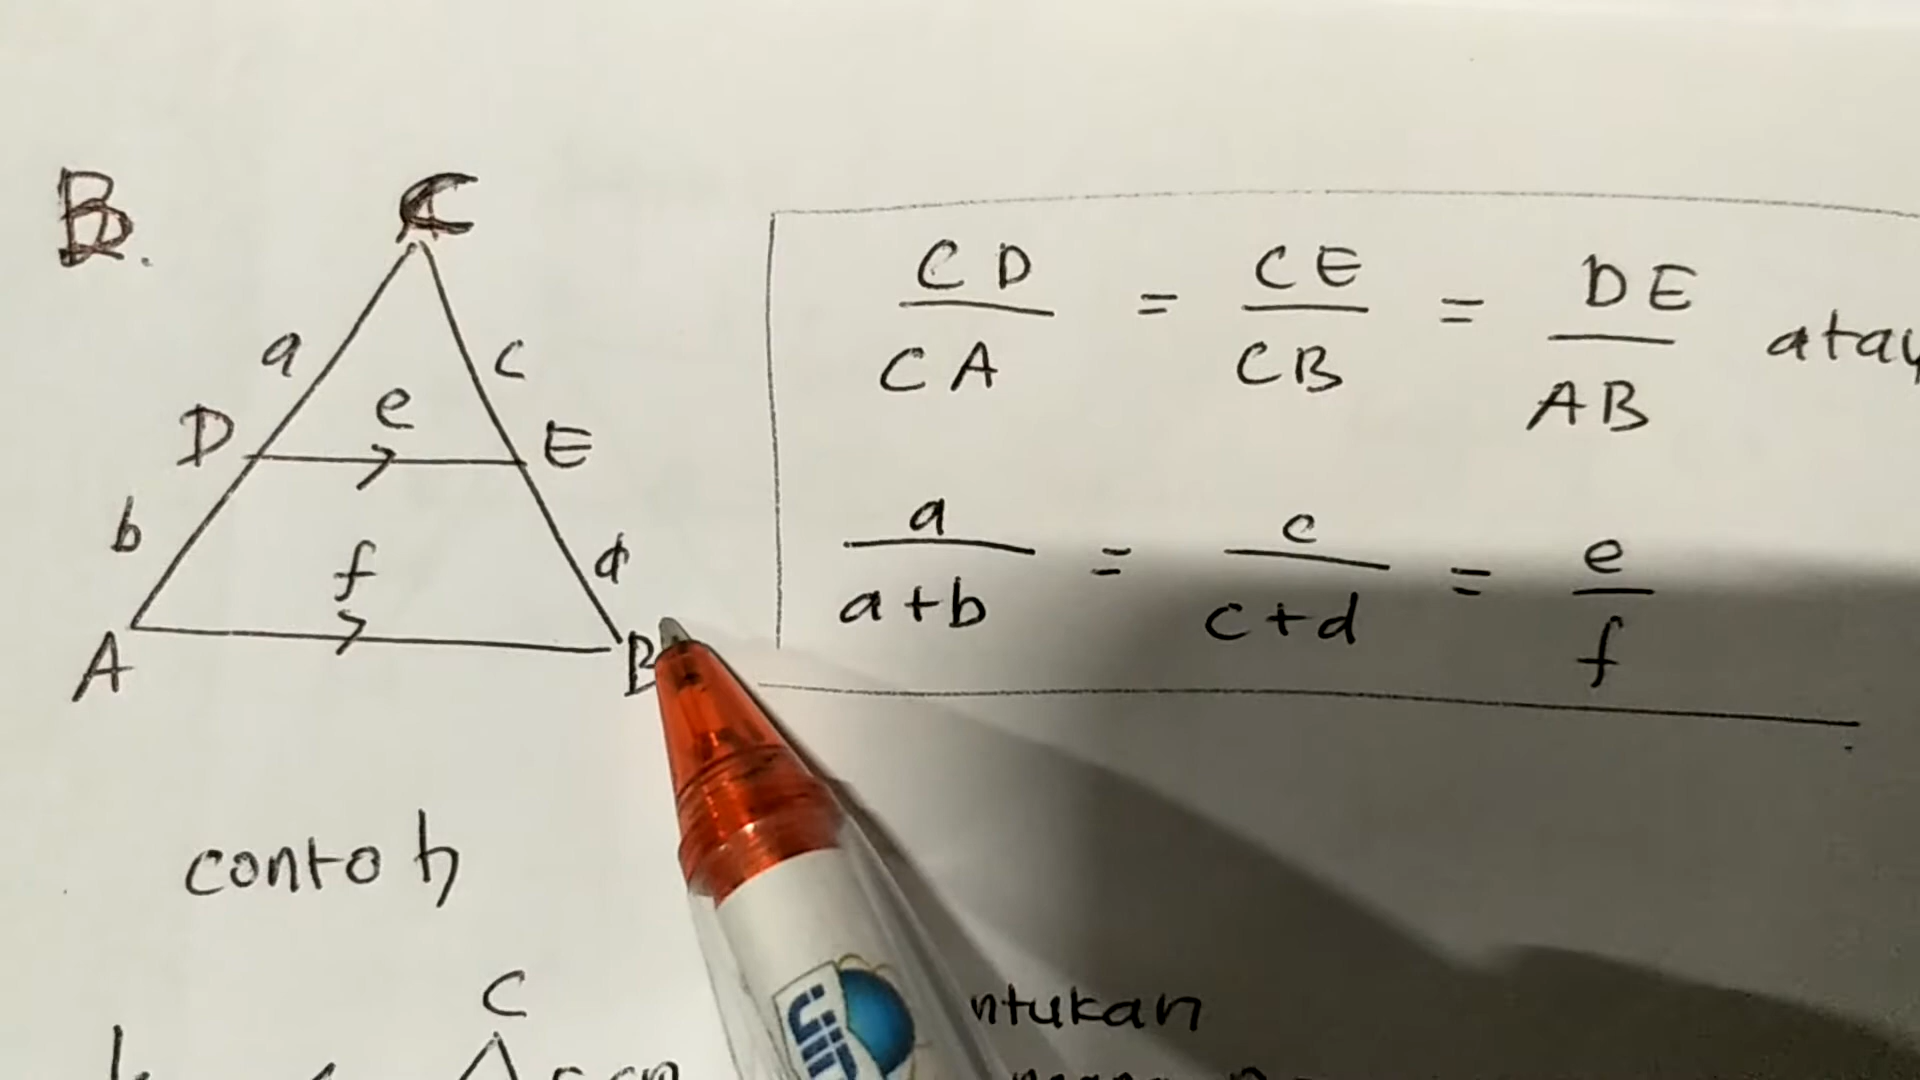 B.
C
a
c
e
D
E
b
f
d
A
B
CD/CA = CE/CB = DE/AB atau
a/a+b = c/c+d = e/f
contoh
C
ntukan